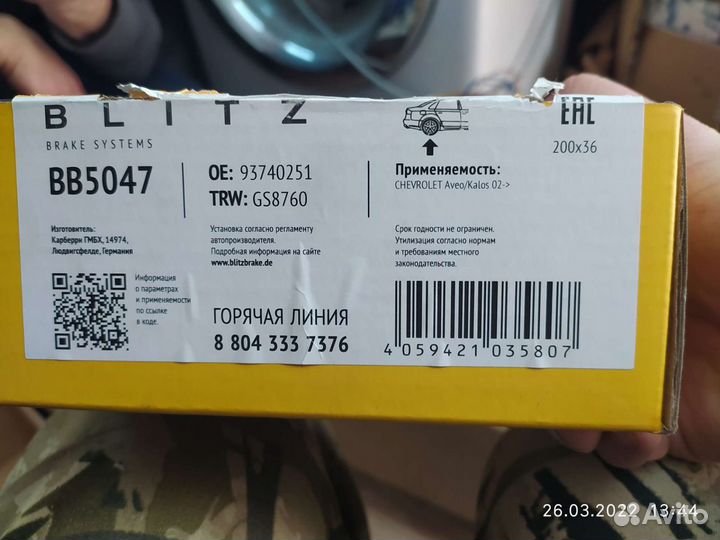 BLITZ
BRAKE SYSTEMS
BB5047
OE: 93740251
TRW: GS8760
Применяемость:
CHEVROLET Aveo/Kalos 02->
EAC
200x36
Изготовитель:
Карберри ГМБХ, 14974,
Людвигсфелде, Германия
Установка согласно регламенту
автопроизводителя.
Подробная информация на сайте
www.blitzbrake.de
Срок годности не ограничен.
Утилизация согласно нормам
и требованиям местного
законодательства.
Информация
о параметрах
и применяемости
по ссылке
в коде.
ГОРЯЧАЯ ЛИНИЯ
8 804 333 7376
4 059421 035807
26.03.2022 13:44
Avito